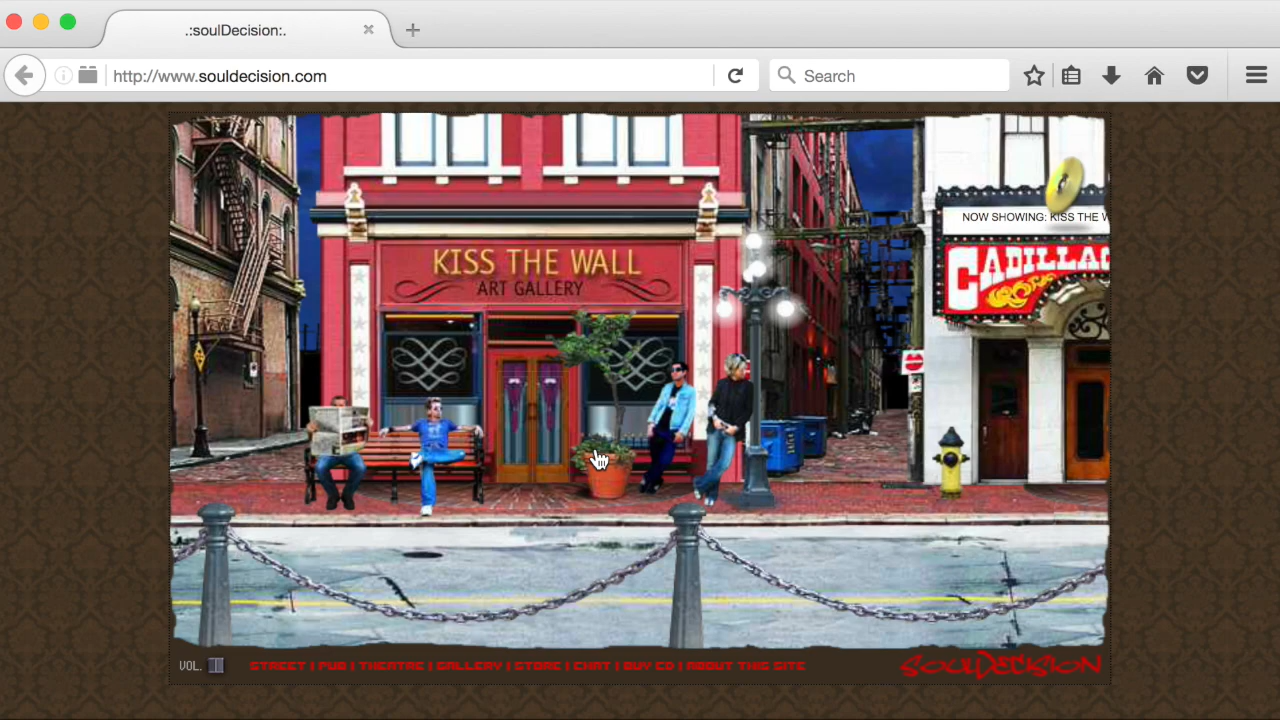 .:soulDecision:.
http://www.souldecision.com
Search
NOW SHOWING: KISS THE W
KISS THE WALL
ART GALLERY
CADILLAC
VOL.
STREET | PUB | THEATRE | GALLERY | STORE | CHAT | BUY CD | ABOUT THIS SITE
SOULDECISION